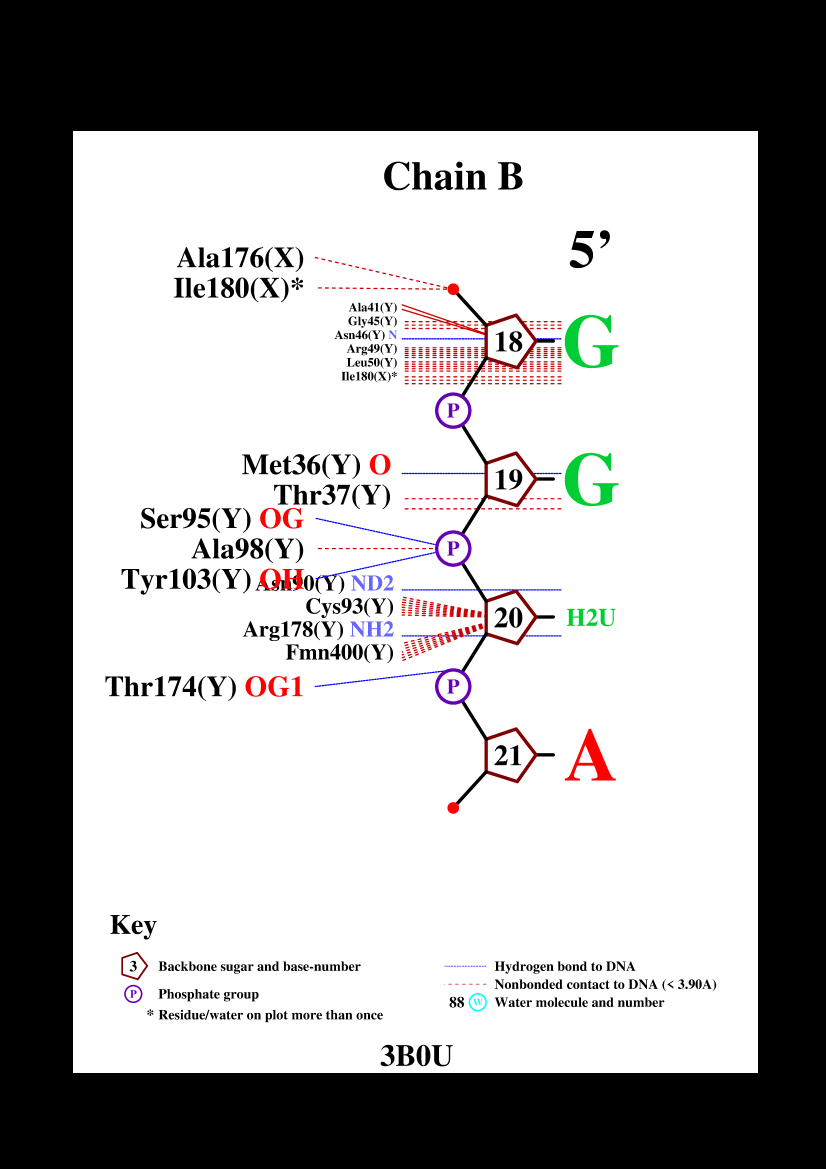 Chain B
5’
Ala176(X)
Ile180(X)*
Ala41(Y)
Gly45(Y)
Asn46(Y) N
Arg49(Y)
Leu50(Y)
Ile180(X)*
18 G
P
Met36(Y) O
19 G
Thr37(Y)
Ser95(Y) OG
Ala98(Y)
P
Tyr103(Y) OH
Asn90(Y) ND2
Cys93(Y)
20 H2U
Arg178(Y) NH2
Fmn400(Y)
Thr174(Y) OG1
P
21 A
Key
3 Backbone sugar and base-number
P Phosphate group
* Residue/water on plot more than once
Hydrogen bond to DNA
Nonbonded contact to DNA (< 3.90A)
88 W Water molecule and number
3B0U